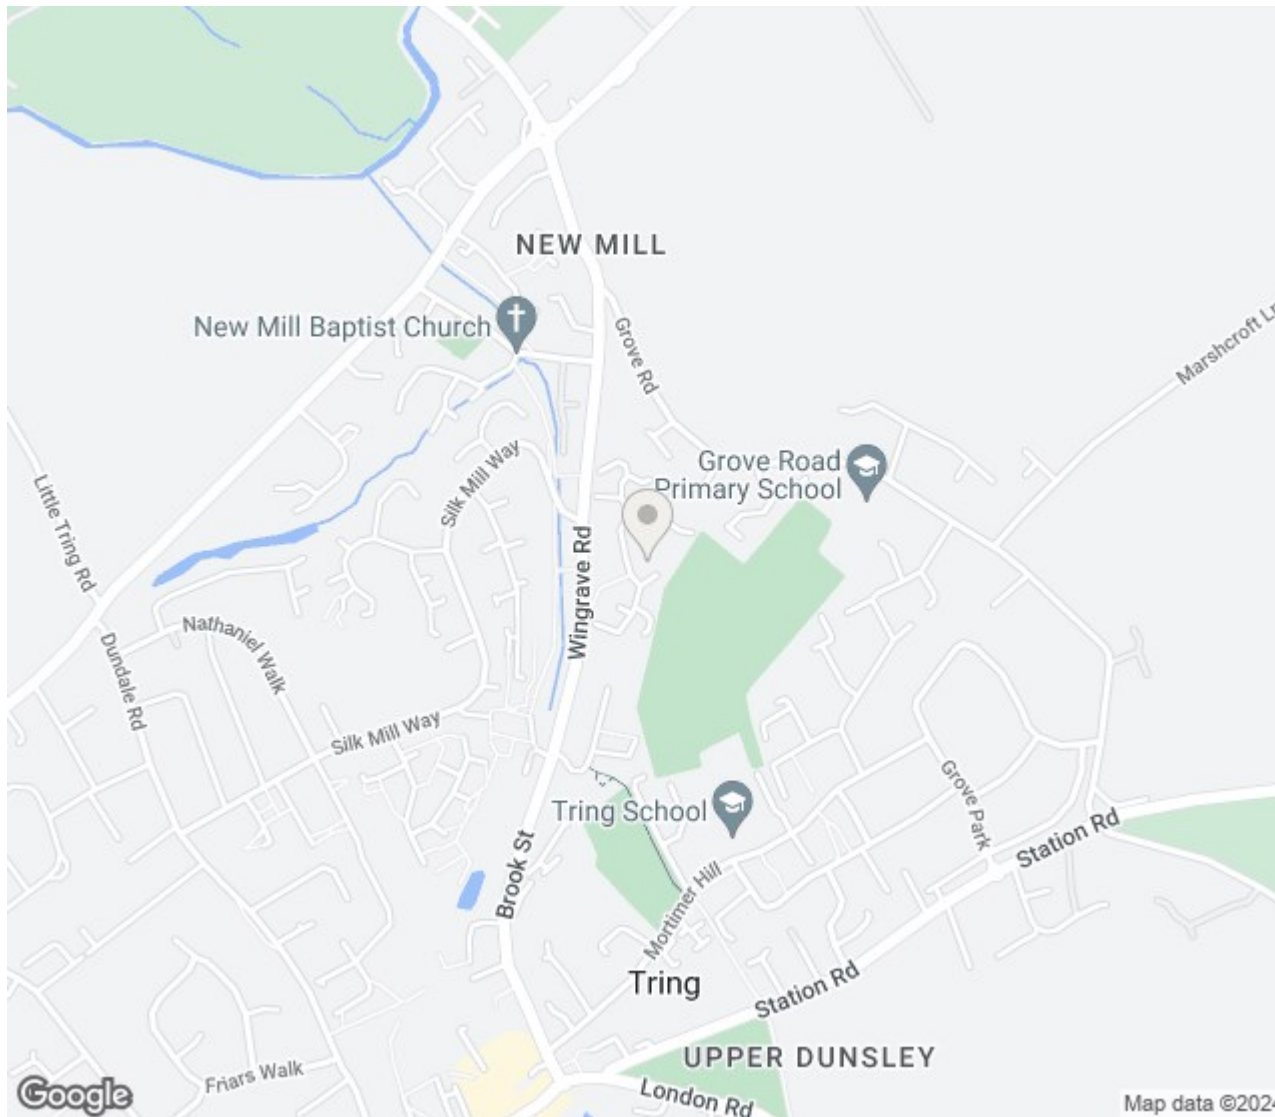 NEW MILL
New Mill Baptist Church
Grove Rd
Marshcroft Ln
Grove Road
Primary School
Silk Mill Way
Little Tring Rd
Wingrave Rd
Nathaniel Walk
Dundale Rd
Silk Mill Way
Grove Park
Tring School
Station Rd
Brook St
Mortimer Hill
Tring
Station Rd
UPPER DUNSLEY
Friars Walk
London Rd
Google
Map data ©2024